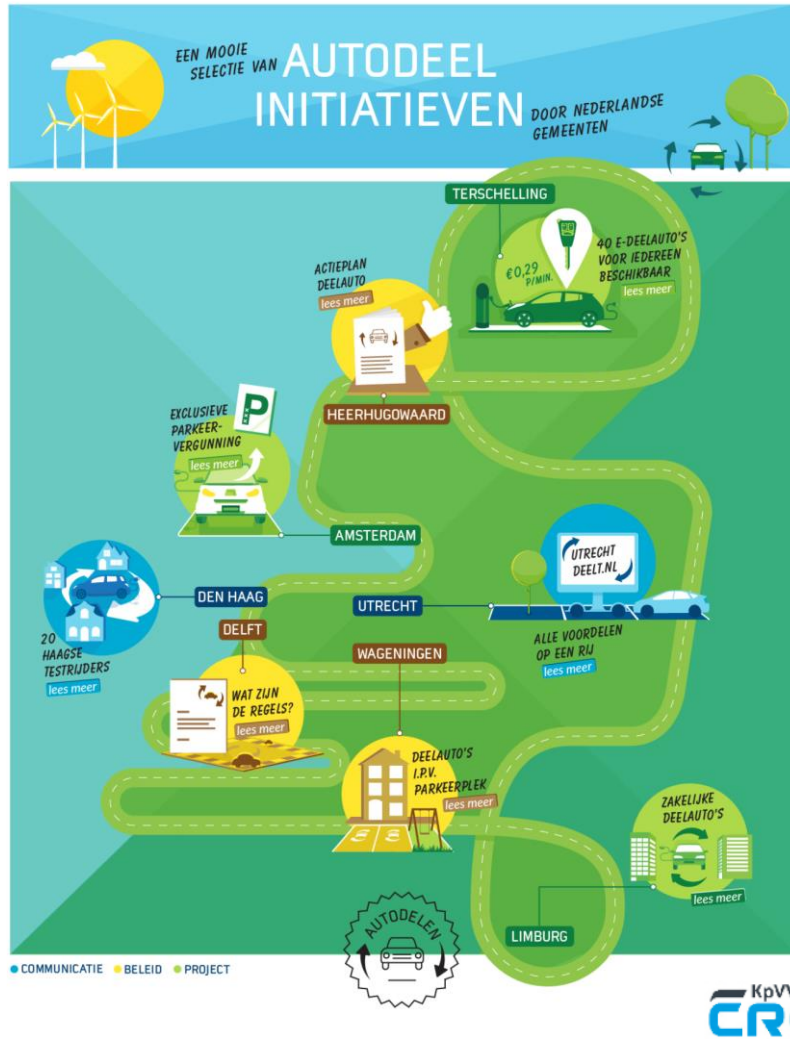 EEN MOOIE
SELECTIE VAN
AUTODEEL
INITIATIEVEN
DOOR NEDERLANDSE
GEMEENTEN
TERSCHELLING
€0,29
P/MIN.
40 E-DEELAUTO'S
VOOR IEDEREEN
BESCHIKBAAR
lees meer
ACTIEPLAN
DEELAUTO
lees meer
HEERHUGOWAARD
P
EXCLUSIEVE
PARKEER-
VERGUNNING
lees meer
AMSTERDAM
UTRECHT
DEELT.NL
DEN HAAG
UTRECHT
20
HAAGSE
TESTRIJDERS
lees meer
DELFT
ALLE VOORDELEN
OP EEN RIJ
lees meer
WAGENINGEN
WAT ZIJN
DE REGELS?
lees meer
DEELAUTO'S
I.P.V.
PARKEERPLEK
lees meer
ZAKELIJKE
DEELAUTO'S
lees meer
AUTODELEN
LIMBURG
COMMUNICATIE BELEID PROJECT